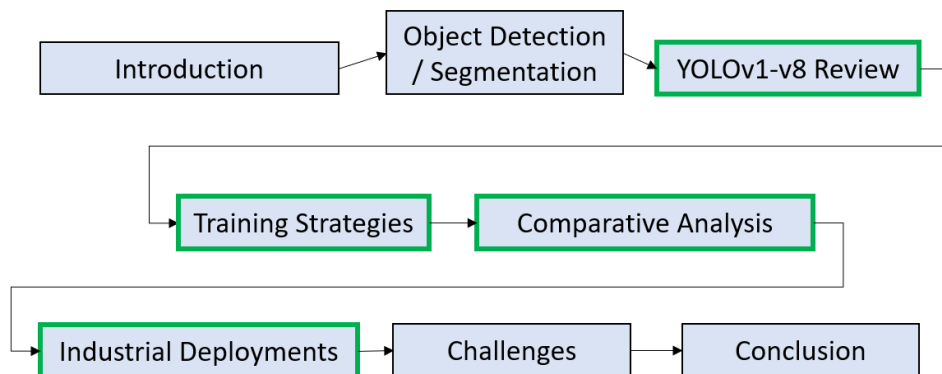 Introduction
Object Detection
/ Segmentation
YOLOv1-v8 Review
Training Strategies
Comparative Analysis
Industrial Deployments
Challenges
Conclusion